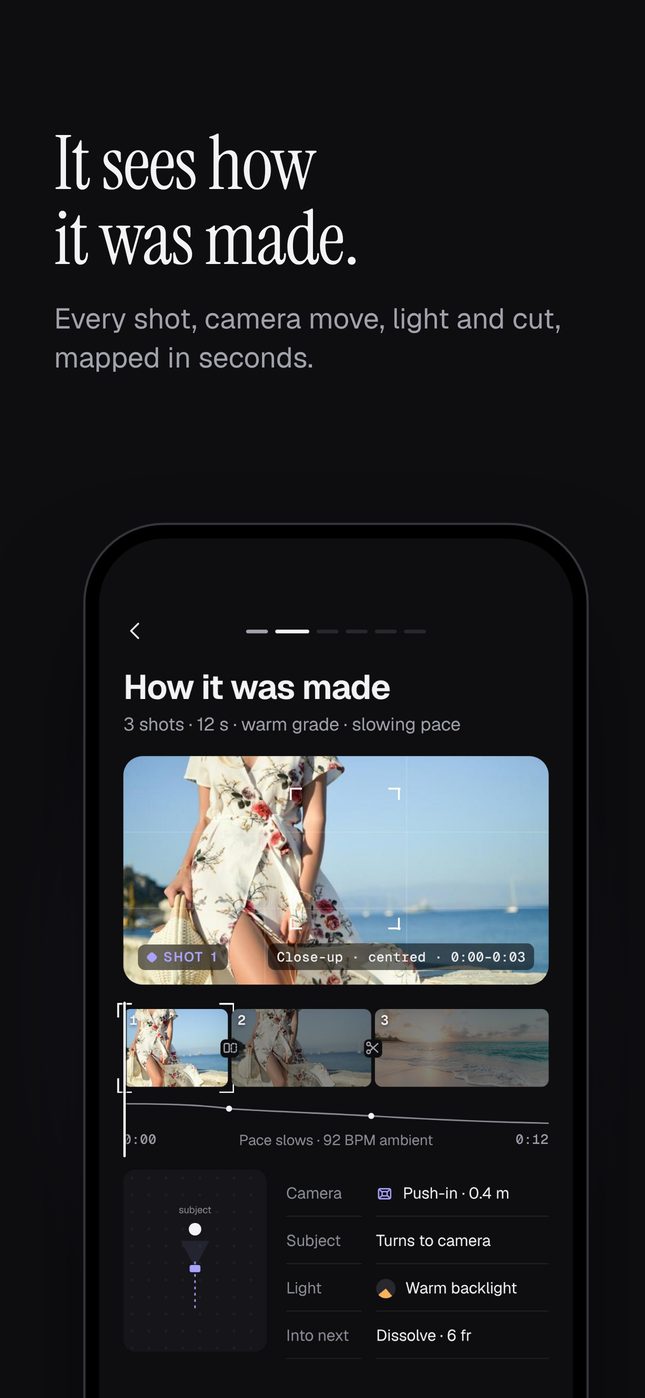 It sees how
it was made.
Every shot, camera move, light and cut,
mapped in seconds.
How it was made
3 shots · 12 s · warm grade · slowing pace
SHOT 1
Close-up · centred · 0:00–0:03
1
2
3
0:00
Pace slows · 92 BPM ambient
0:12
subject
Camera
Push-in · 0.4 m
Subject
Turns to camera
Light
Warm backlight
Into next
Dissolve · 6 fr